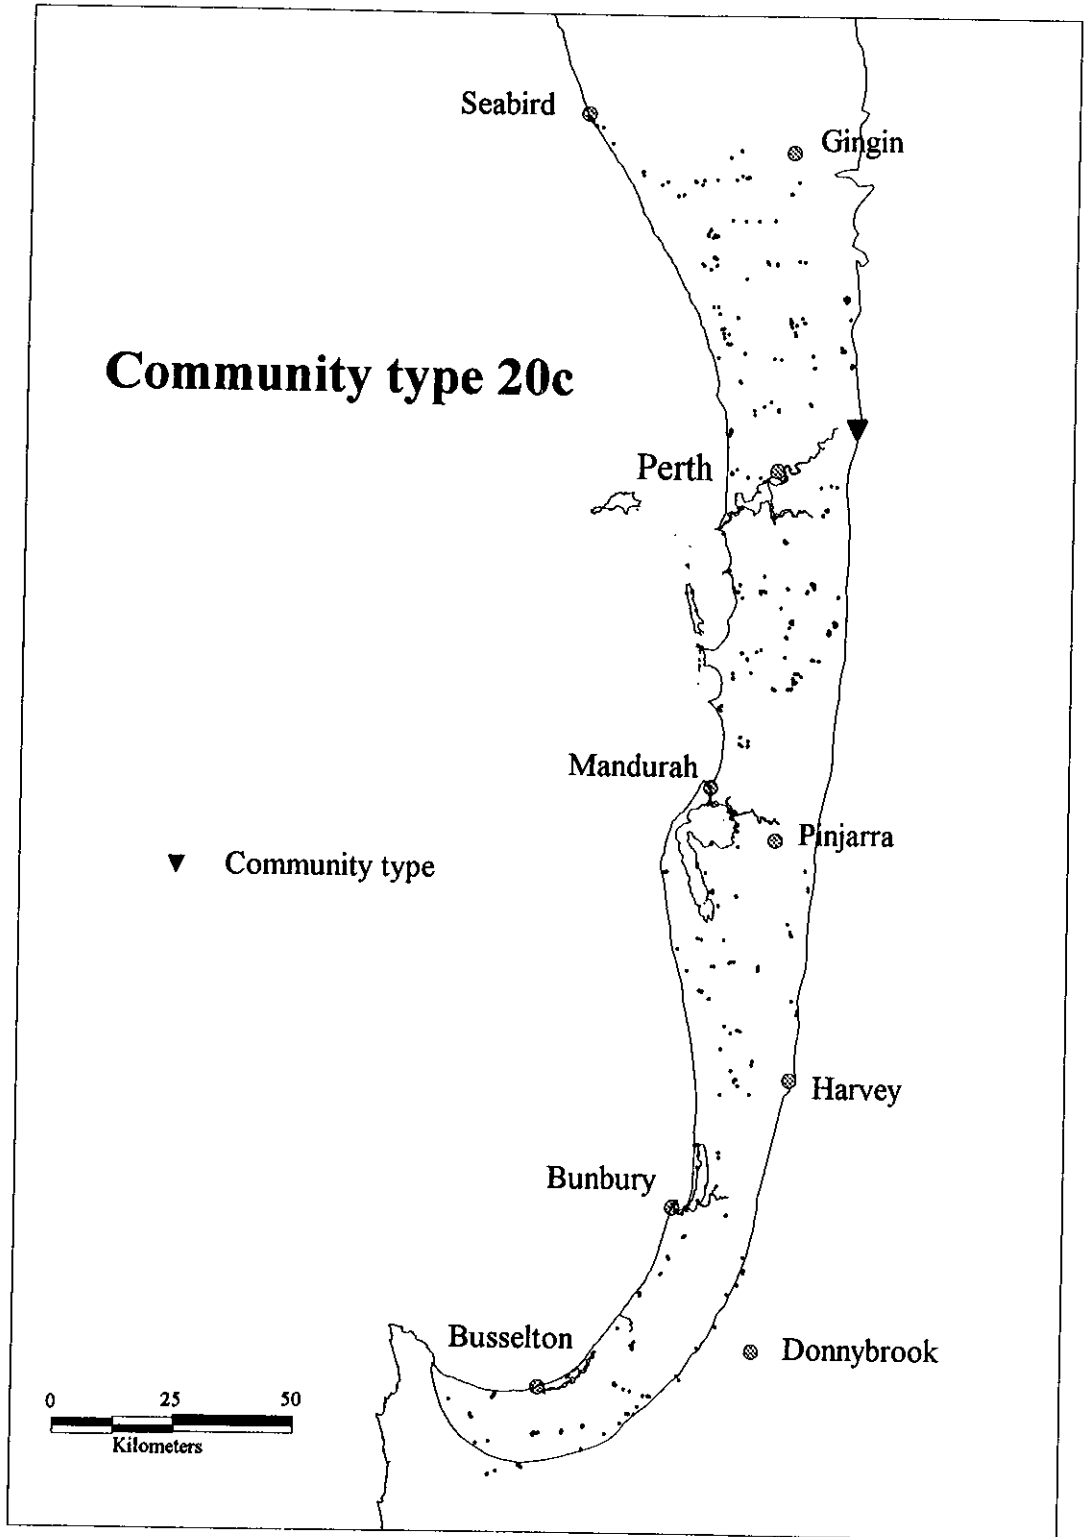 Seabird
Gingin
Community type 20c
Perth
Mandurah
Pinjarra
Community type
Harvey
Bunbury
Busselton
Donnybrook
0 25 50
Kilometers